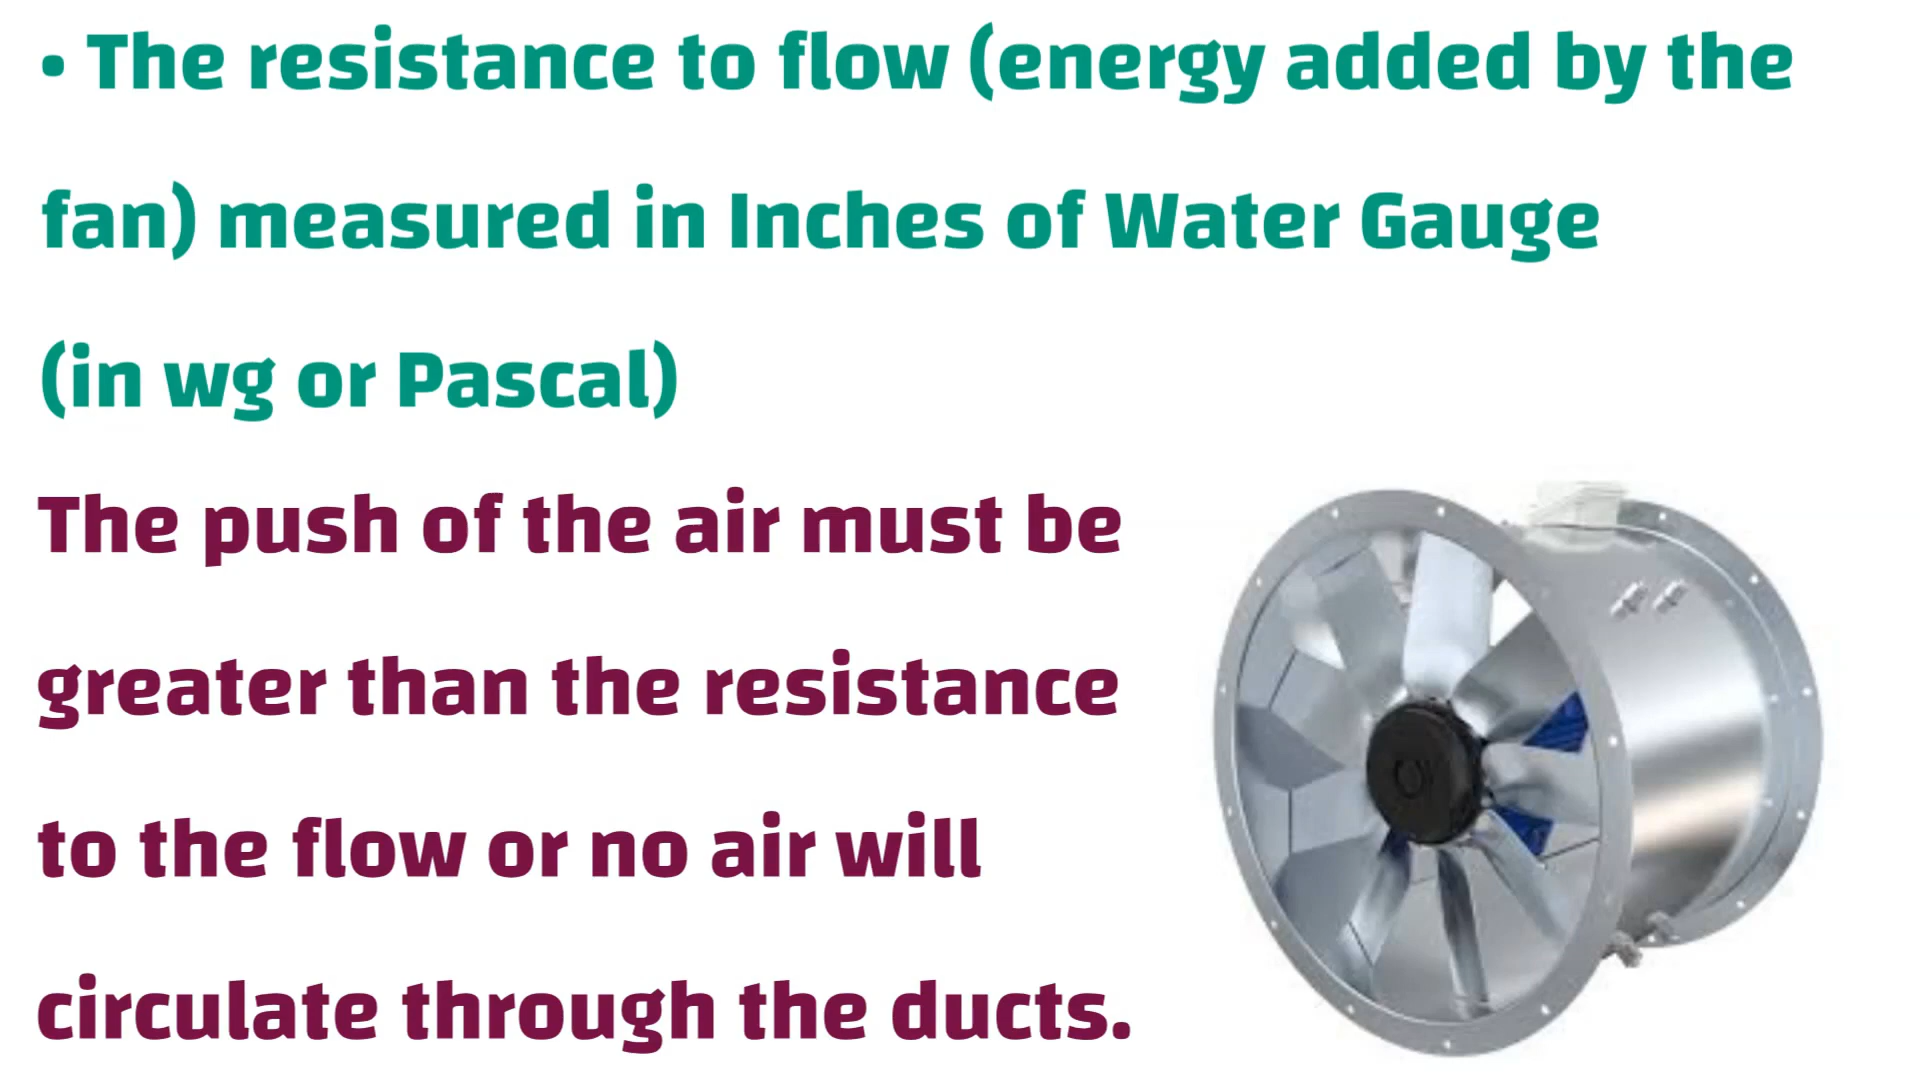 • The resistance to flow (energy added by the
fan) measured in Inches of Water Gauge
(in wg or Pascal)
The push of the air must be
greater than the resistance
to the flow or no air will
circulate through the ducts.